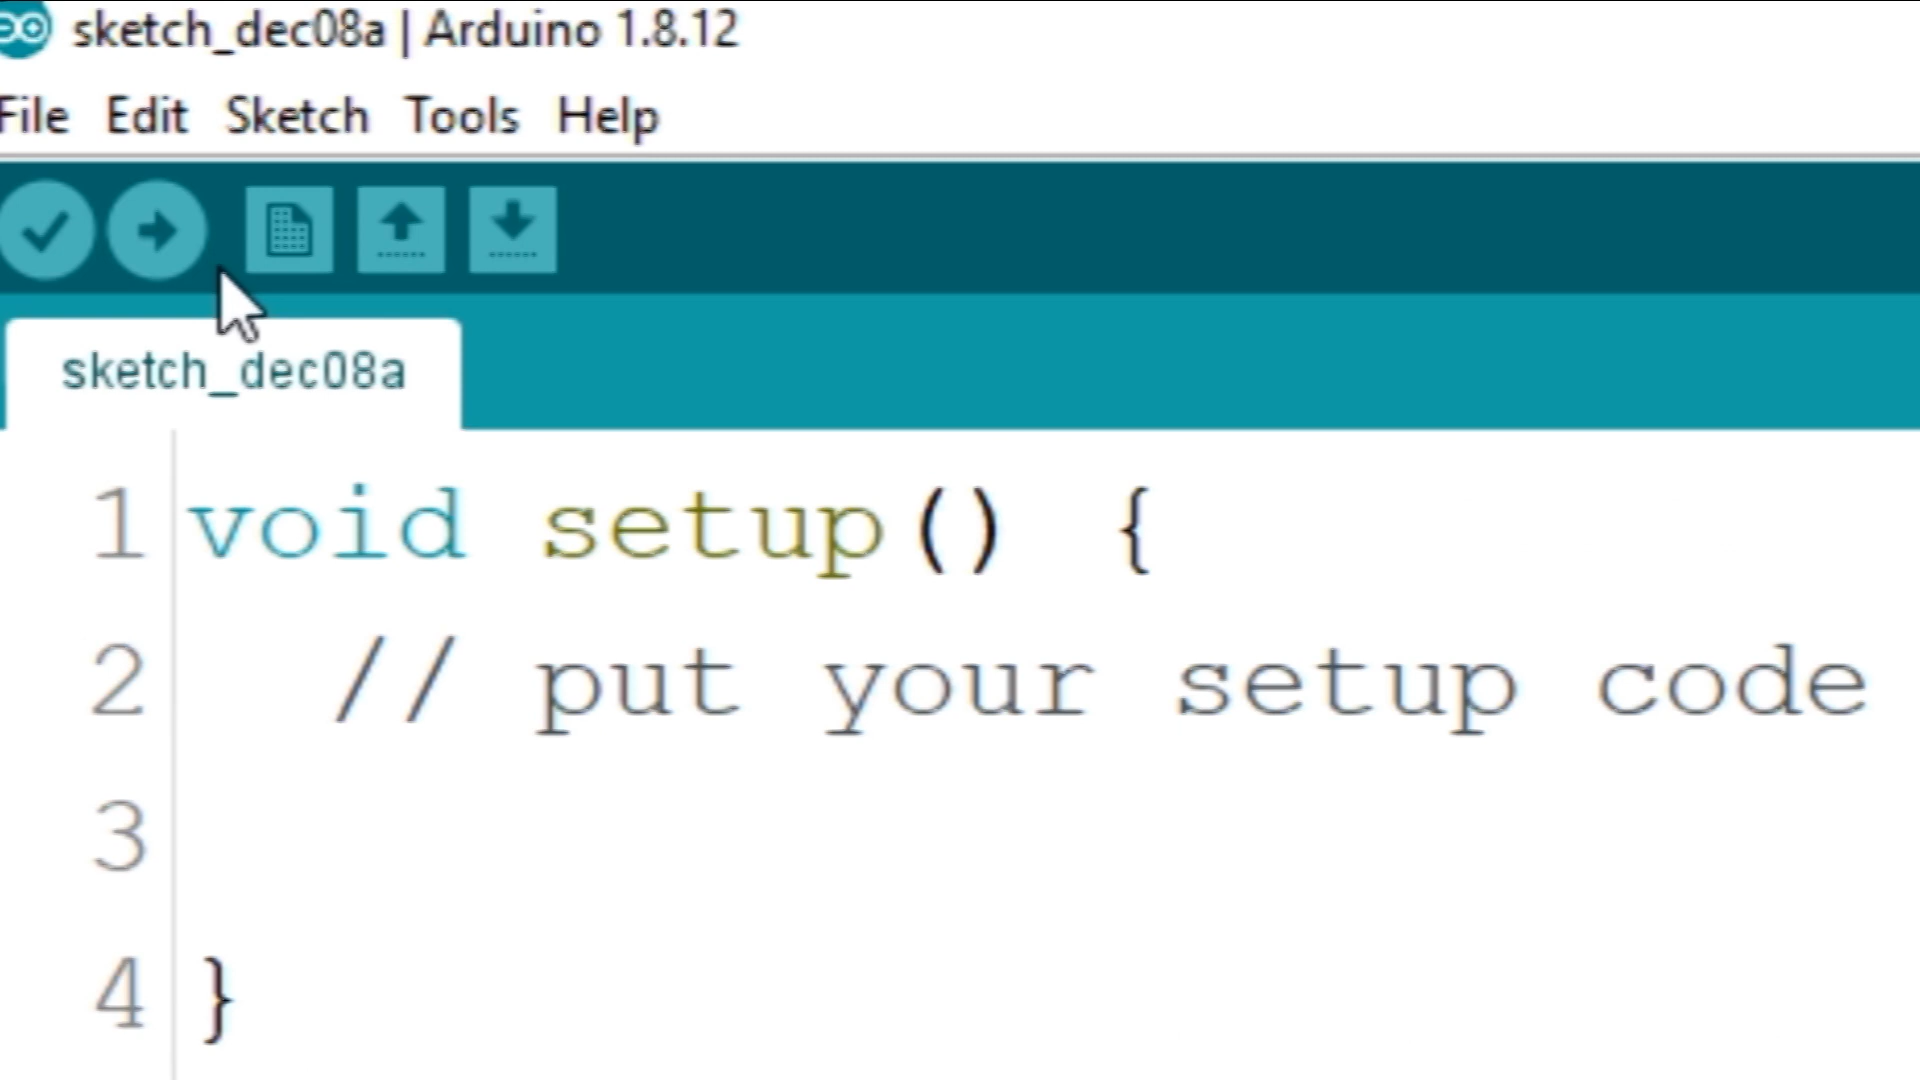 sketch_dec08a | Arduino 1.8.12
File Edit Sketch Tools Help
sketch_dec08a
1 void setup() {
2 // put your setup code
3
4 }